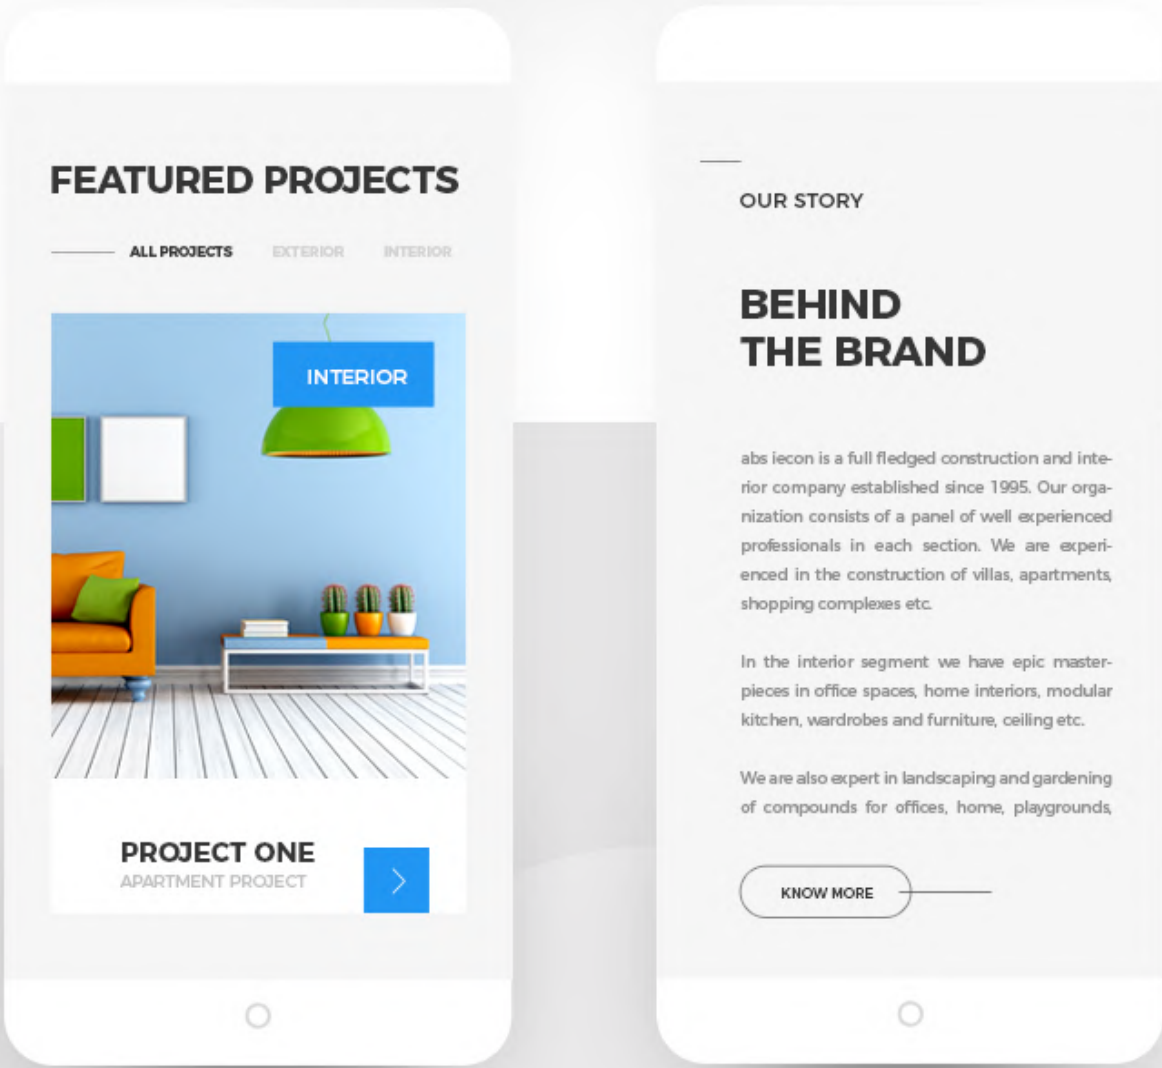 FEATURED PROJECTS
ALL PROJECTS EXTERIOR INTERIOR
INTERIOR
PROJECT ONE
APARTMENT PROJECT
OUR STORY
BEHIND
THE BRAND
abs iecon is a full fledged construction and inte-
rior company established since 1995. Our orga-
nization consists of a panel of well experienced
professionals in each section. We are experi-
enced in the construction of villas, apartments,
shopping complexes etc.
In the interior segment we have epic master-
pieces in office spaces, home interiors, modular
kitchen, wardrobes and furniture, ceiling etc.
We are also expert in landscaping and gardening
of compounds for offices, home, playgrounds,
KNOW MORE